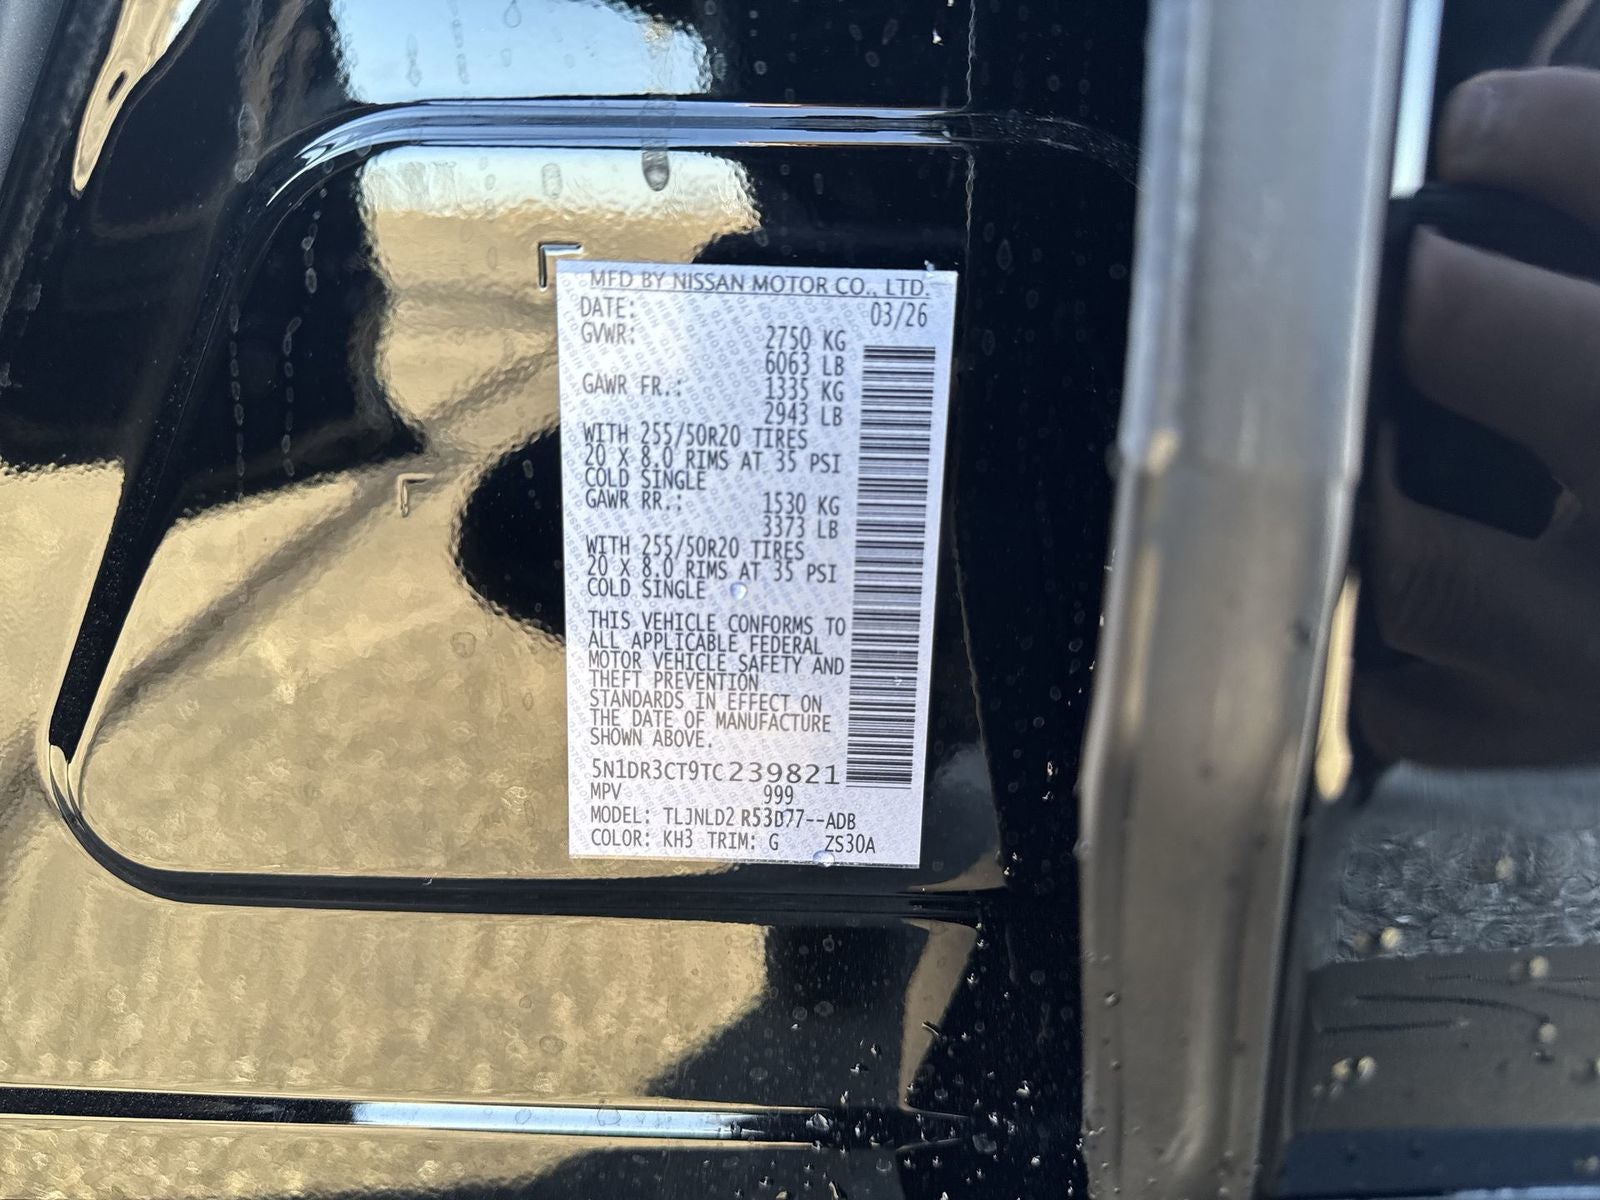 MFD BY NISSAN MOTOR CO., LTD.
DATE: 03/26
GVWR: 2750 KG
6063 LB
GAWR FR.: 1335 KG
2943 LB
WITH 255/50R20 TIRES
20 X 8.0 RIMS AT 35 PSI
COLD SINGLE
GAWR RR.: 1530 KG
3373 LB
WITH 255/50R20 TIRES
20 X 8.0 RIMS AT 35 PSI
COLD SINGLE
THIS VEHICLE CONFORMS TO
ALL APPLICABLE FEDERAL
MOTOR VEHICLE SAFETY AND
THEFT PREVENTION
STANDARDS IN EFFECT ON
THE DATE OF MANUFACTURE
SHOWN ABOVE.
5N1DR3CT9TC239821
MPV 999
MODEL: TLJNLD2 R53D77--ADB
COLOR: KH3 TRIM: G ZS30A